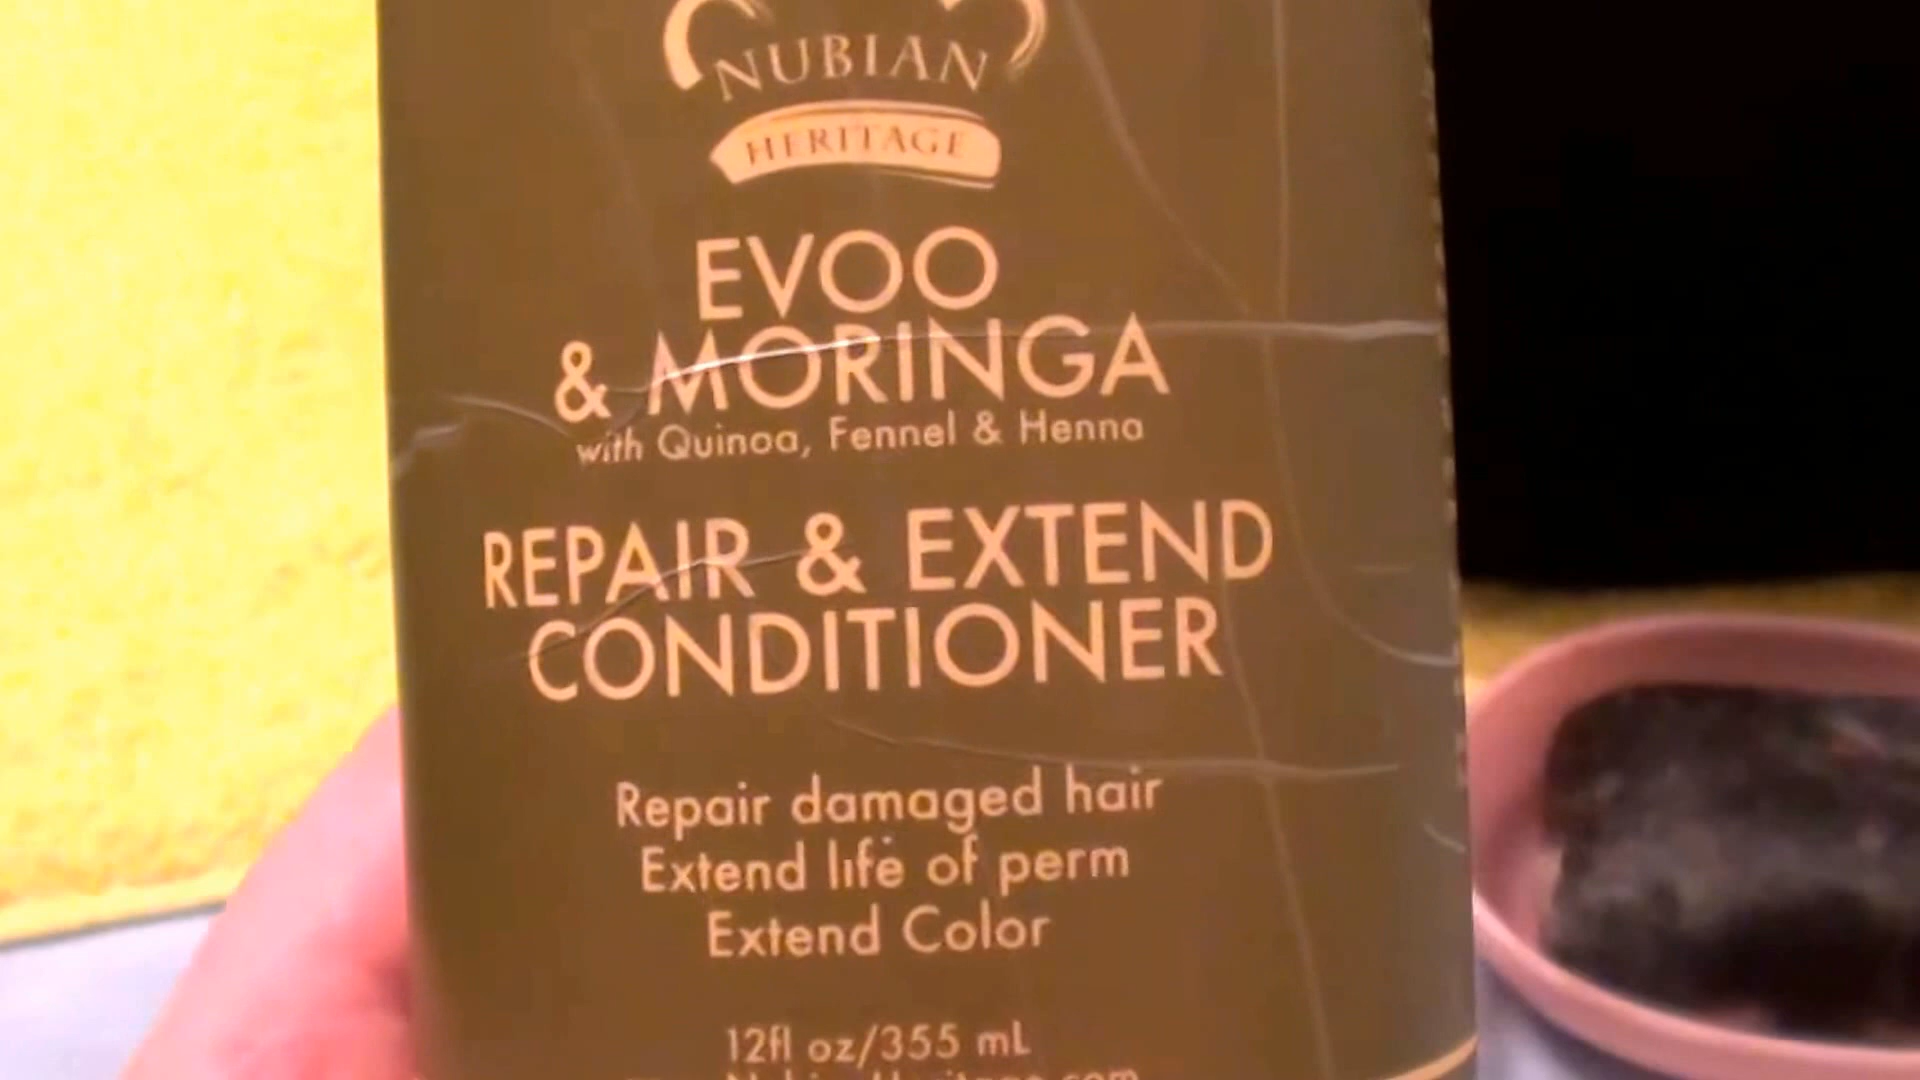 NUBIAN
HERITAGE
EVOO
& MORINGA
with Quinoa, Fennel & Henna
REPAIR & EXTEND
CONDITIONER
Repair damaged hair
Extend life of perm
Extend Color
12fl oz/355 mL